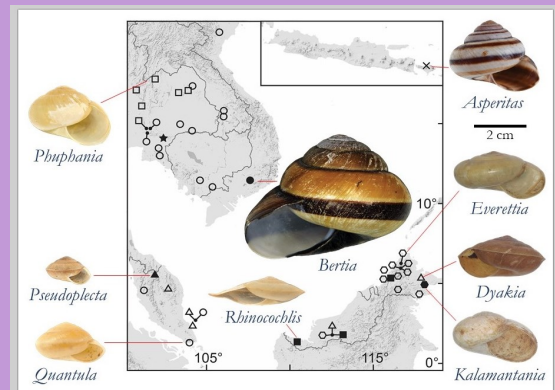 Asperitas
2 cm
Phuphania
Everettia
10°
Bertia
Pseudoplecta
Rhinocochlis
Dyakia
Quantula
105°
115°
0°
Kalamantania